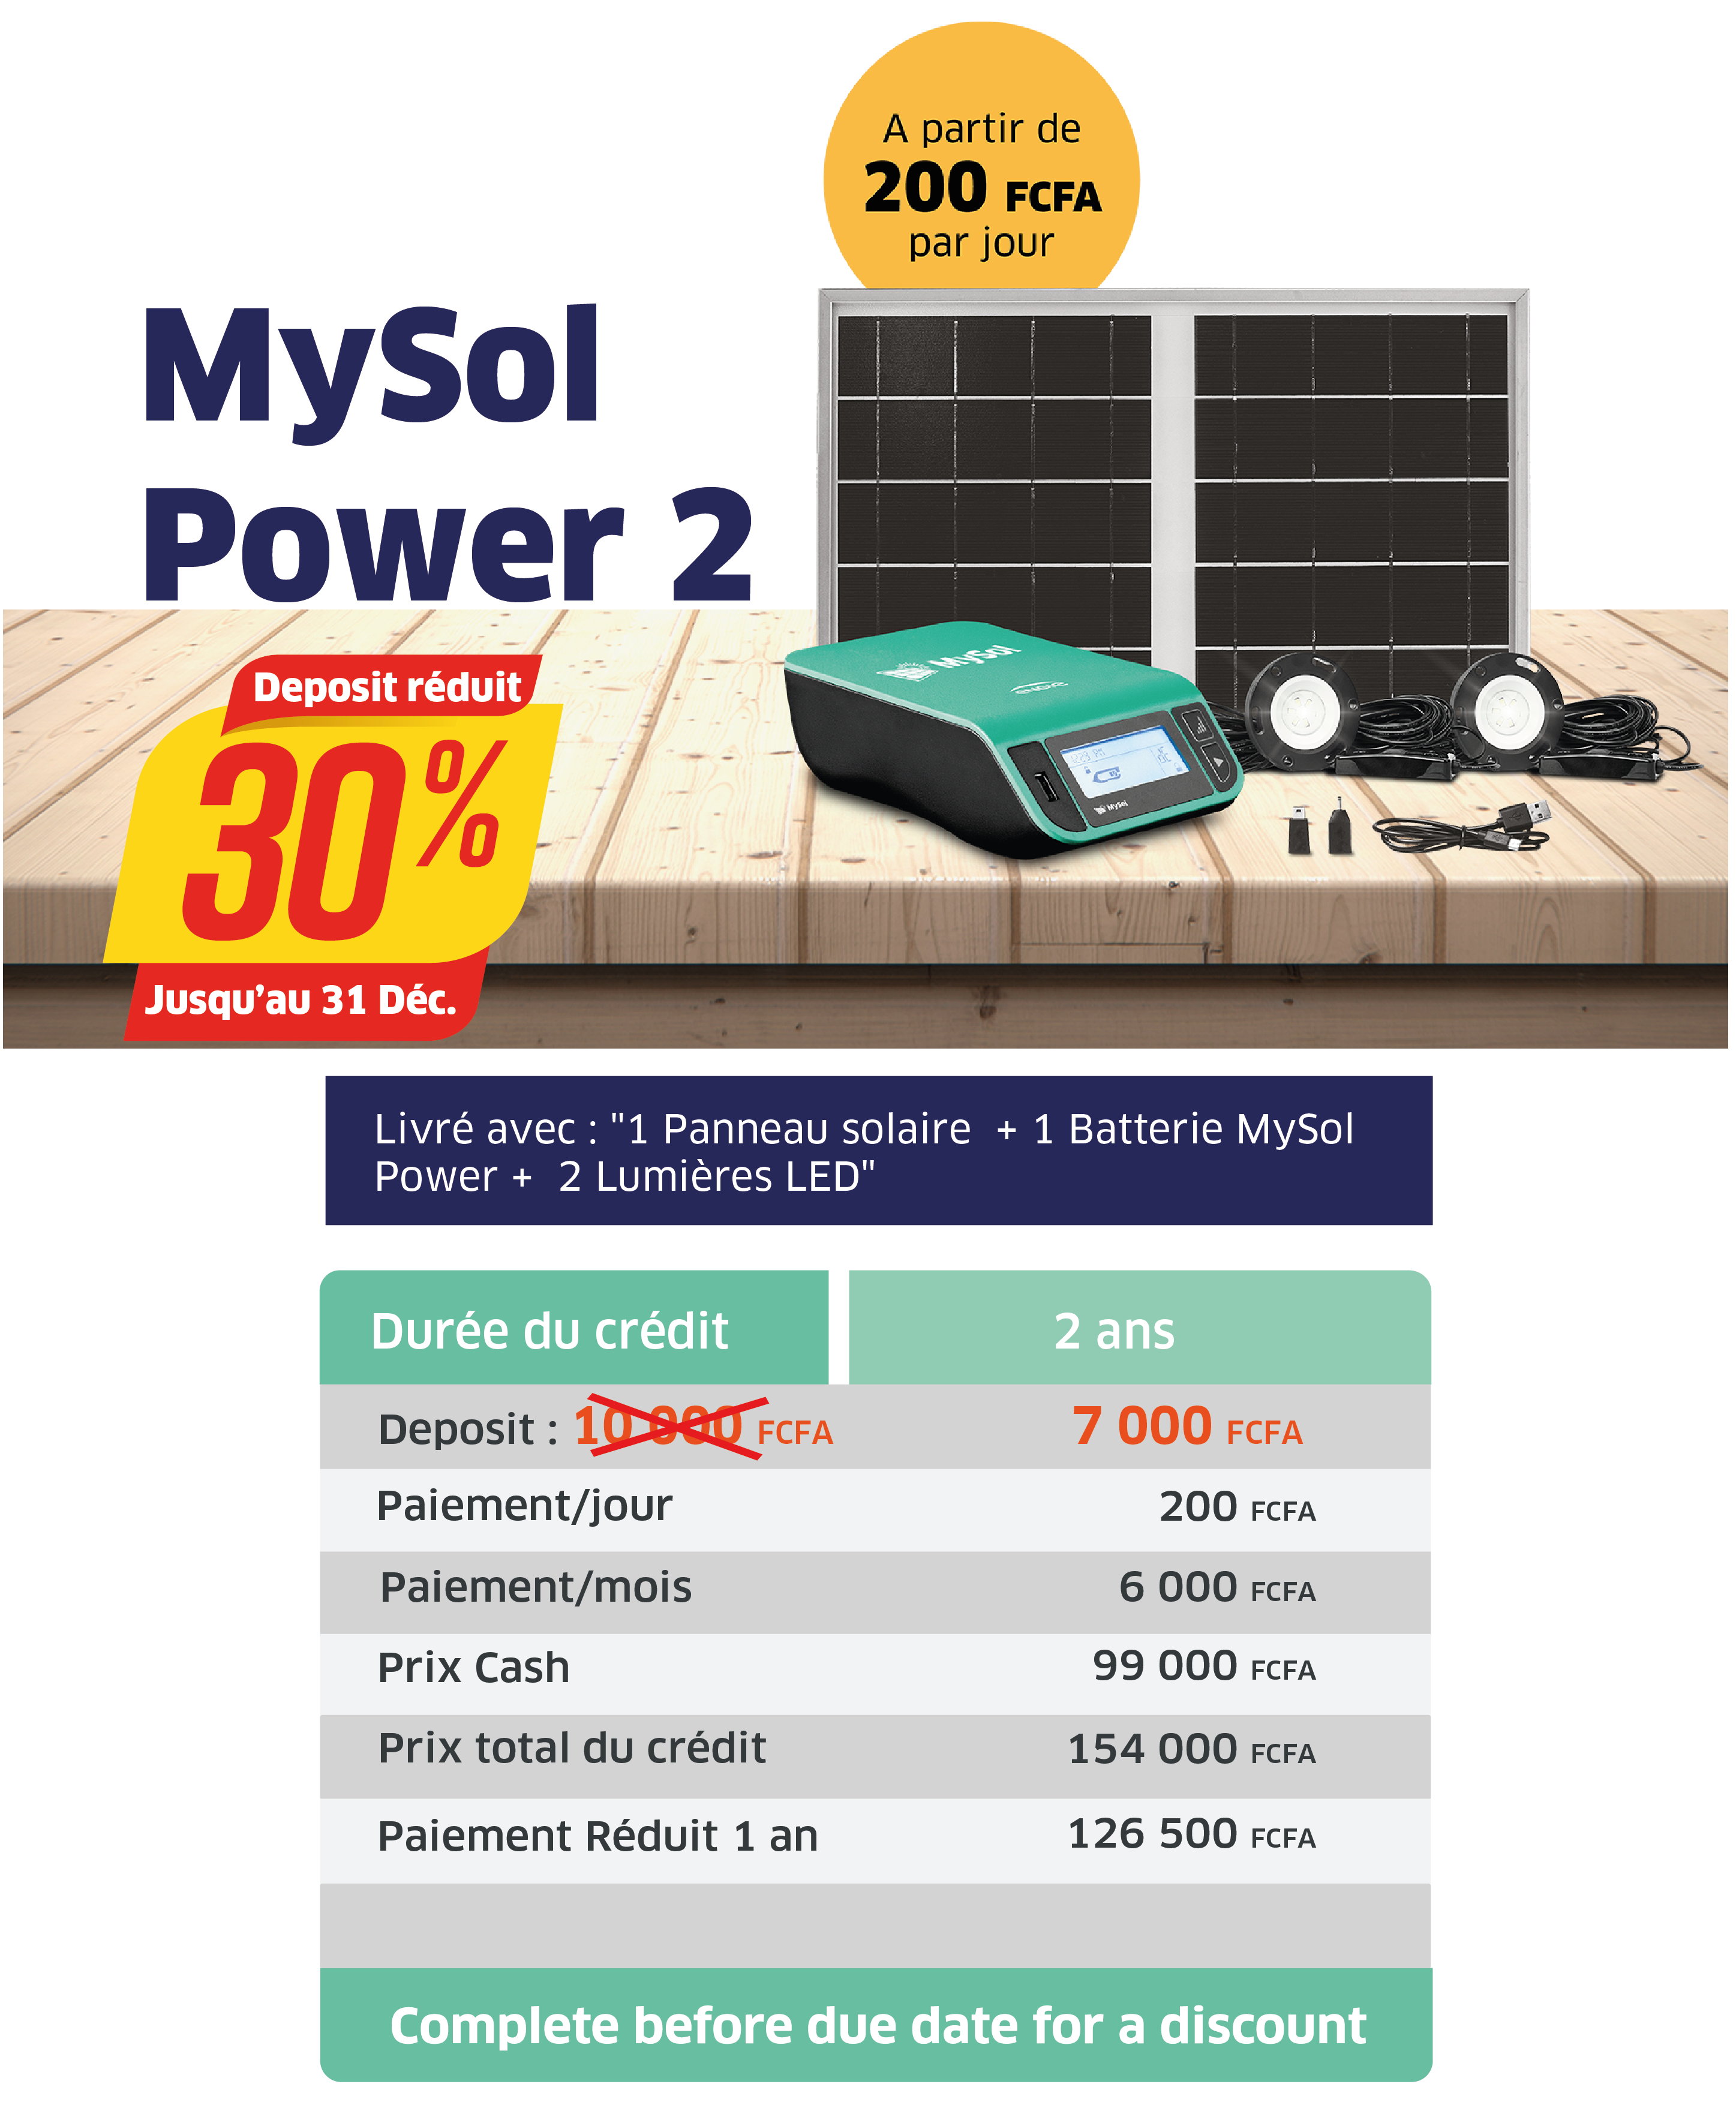 A partir de
200 FCFA
par jour
MySol
Power 2
Deposit réduit
30%
Jusqu'au 31 Déc.
MySol
MySol
Livré avec : "1 Panneau solaire + 1 Batterie MySol
Power + 2 Lumières LED"
Durée du crédit 2 ans
Deposit : 10 000 FCFA 7 000 FCFA
Paiement/jour 200 FCFA
Paiement/mois 6 000 FCFA
Prix Cash 99 000 FCFA
Prix total du crédit 154 000 FCFA
Paiement Réduit 1 an 126 500 FCFA
Complete before due date for a discount